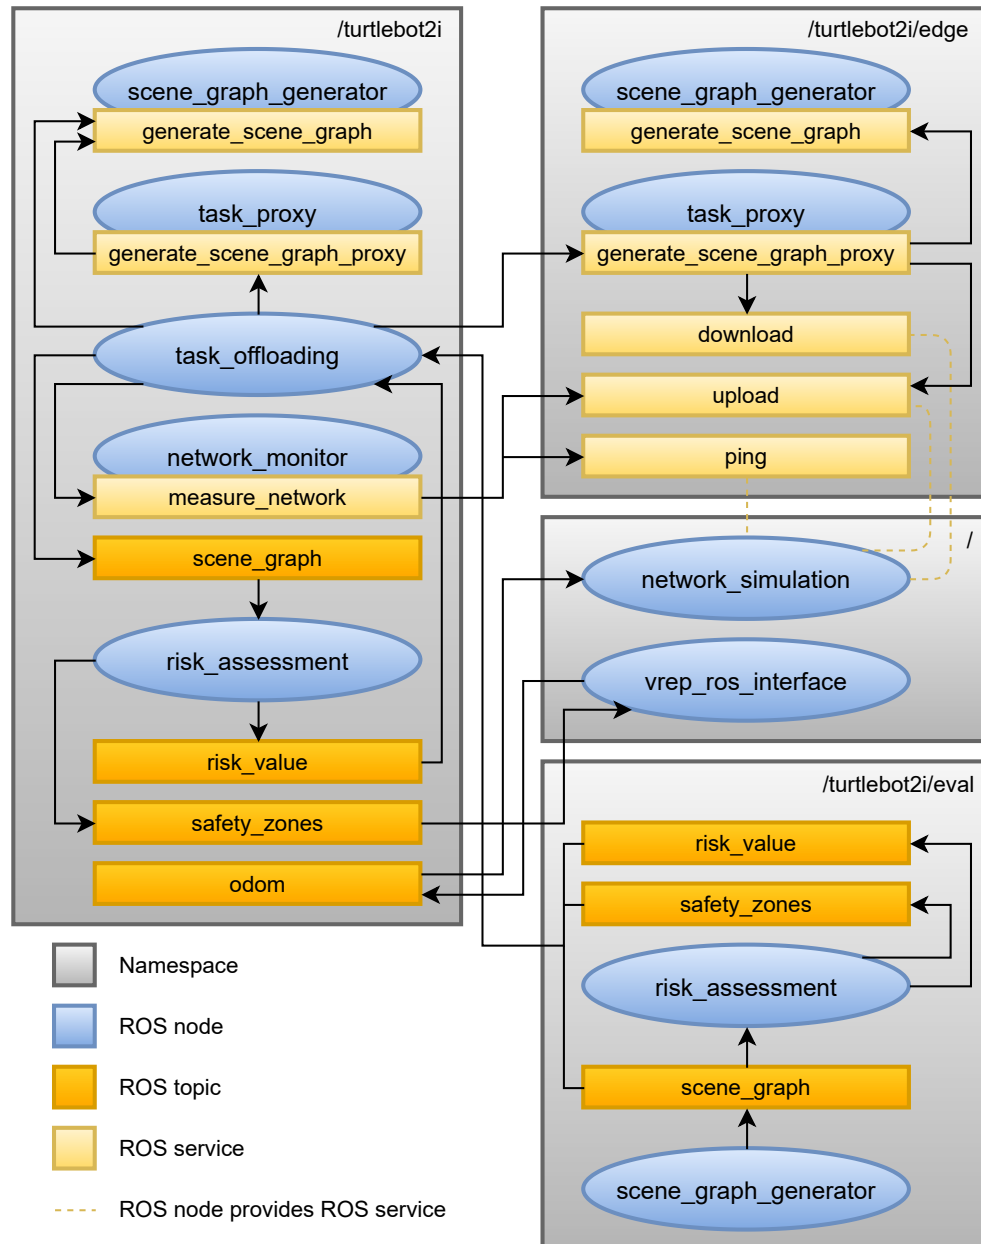 /turtlebot2i
scene_graph_generator
generate_scene_graph
task_proxy
generate_scene_graph_proxy
task_offloading
network_monitor
measure_network
scene_graph
risk_assessment
risk_value
safety_zones
odom
/turtlebot2i/edge
scene_graph_generator
generate_scene_graph
task_proxy
generate_scene_graph_proxy
download
upload
ping
/
network_simulation
vrep_ros_interface
/turtlebot2i/eval
risk_value
safety_zones
risk_assessment
scene_graph
scene_graph_generator
Namespace
ROS node
ROS topic
ROS service
ROS node provides ROS service